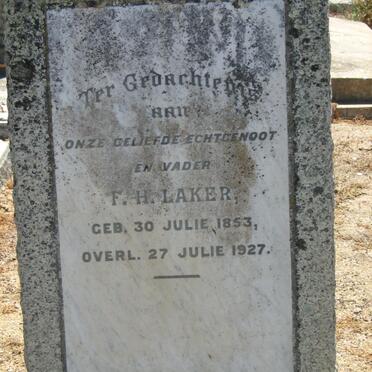 Ter Gedachtenis
AAN
ONZE GELIEFDE ECHTGENOOT
EN VADER
F. H. LAKER,
GEB. 30 JULIE 1853,
OVERL. 27 JULIE 1927.